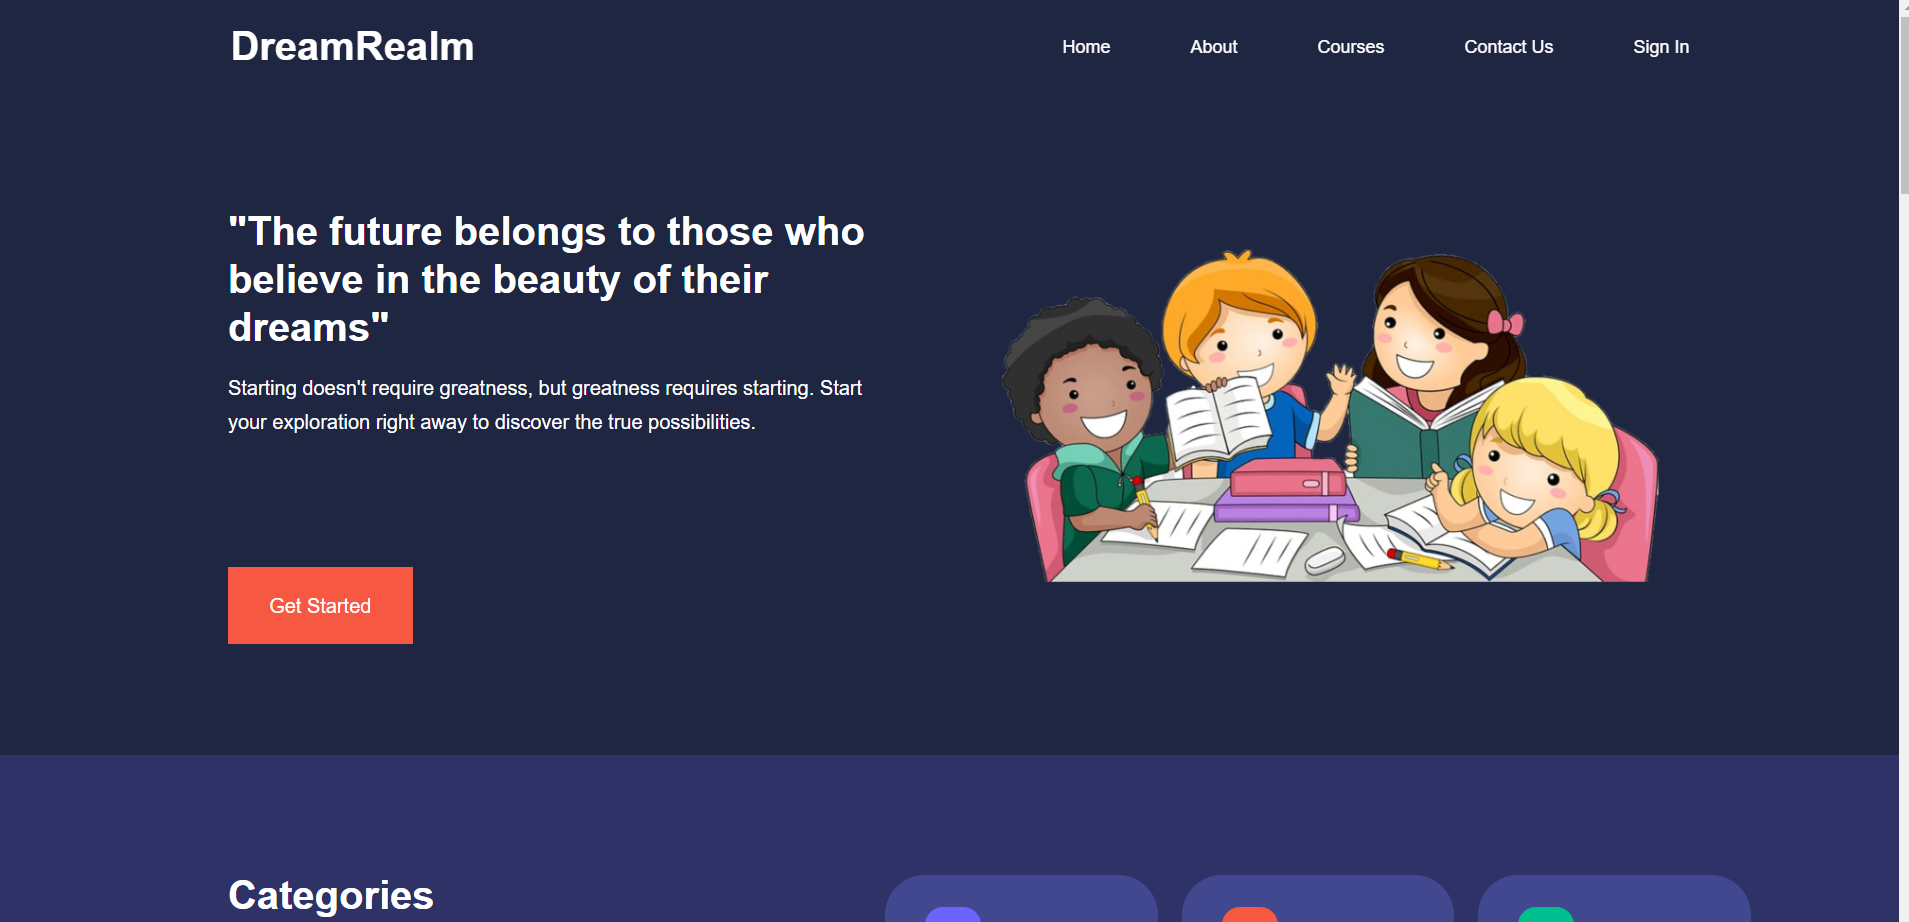 DreamRealm
Home
About
Courses
Contact Us
Sign In
"The future belongs to those who
believe in the beauty of their
dreams"
Starting doesn't require greatness, but greatness requires starting. Start
your exploration right away to discover the true possibilities.
Get Started
Categories